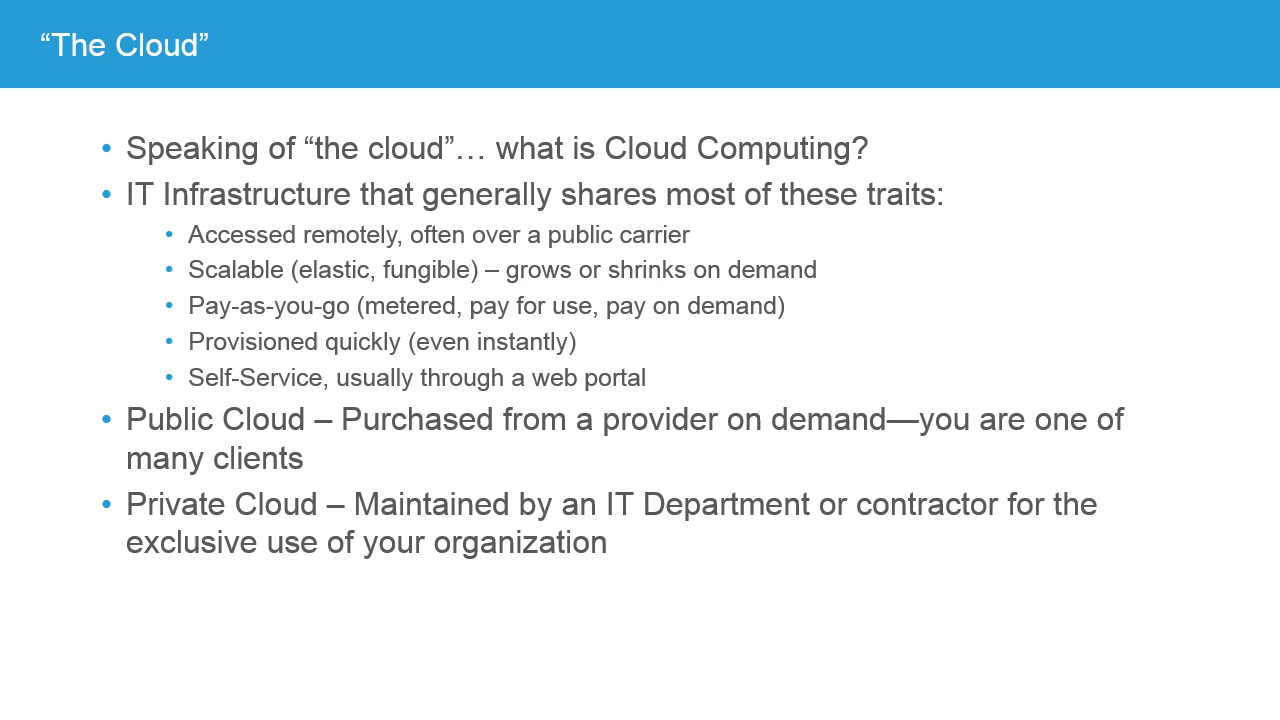 “The Cloud”
• Speaking of “the cloud”… what is Cloud Computing?
• IT Infrastructure that generally shares most of these traits:
• Accessed remotely, often over a public carrier
• Scalable (elastic, fungible) – grows or shrinks on demand
• Pay-as-you-go (metered, pay for use, pay on demand)
• Provisioned quickly (even instantly)
• Self-Service, usually through a web portal
• Public Cloud – Purchased from a provider on demand—you are one of
many clients
• Private Cloud – Maintained by an IT Department or contractor for the
exclusive use of your organization